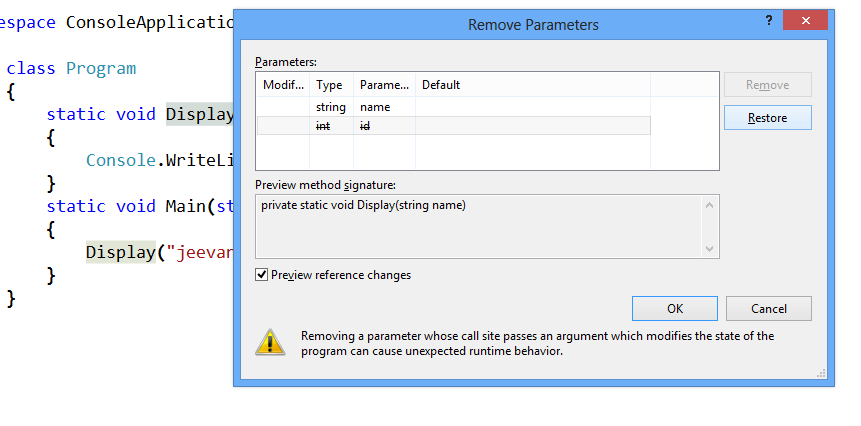 espace ConsoleApplicatio
class Program
{
static void Display
{
Console.WriteLi
}
static void Main(st
{
Display("jeevan
}
}
Remove Parameters
?
x
Parameters:
Modif... Type Parame... Default
string name
int id
Remove
Restore
Preview method signature:
private static void Display(string name)
Preview reference changes
OK Cancel
Removing a parameter whose call site passes an argument which modifies the state of the
program can cause unexpected runtime behavior.